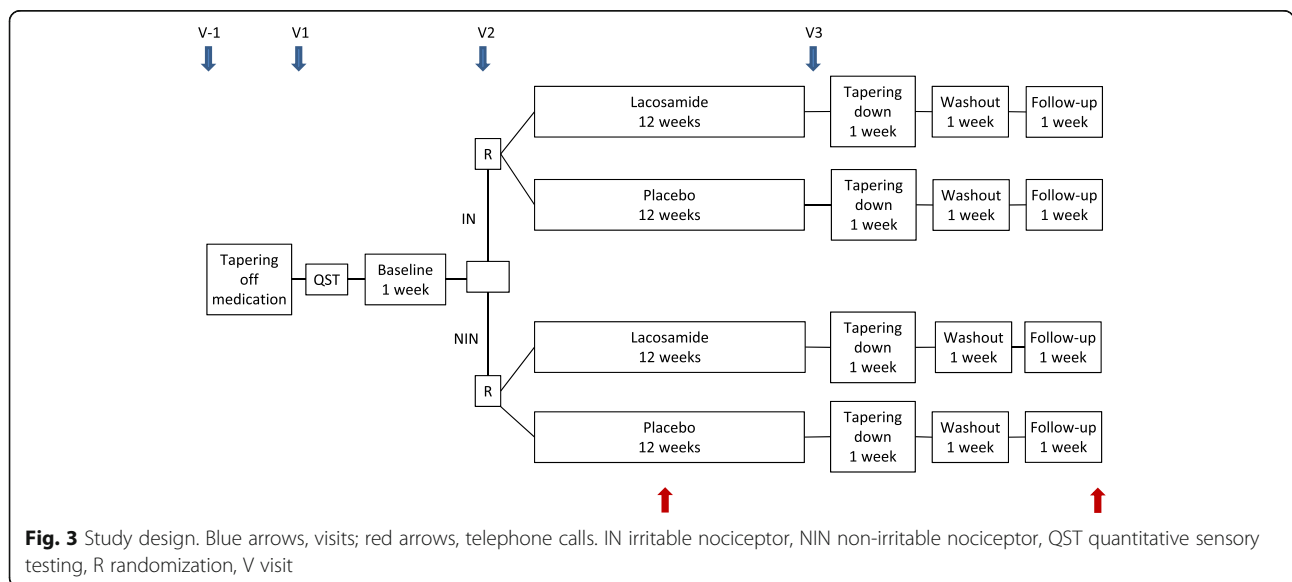 V-1 V1 V2 V3
Lacosamide
12 weeks
Tapering
down
1 week
Washout
1 week
Follow-up
1 week
R
Placebo
12 weeks
Tapering
down
1 week
Washout
1 week
Follow-up
1 week
IN
Tapering
off
medication
QST
Baseline
1 week
NIN
Lacosamide
12 weeks
Tapering
down
1 week
Washout
1 week
Follow-up
1 week
R
Placebo
12 weeks
Tapering
down
1 week
Washout
1 week
Follow-up
1 week
Fig. 3 Study design. Blue arrows, visits; red arrows, telephone calls. IN irritable nociceptor, NIN non-irritable nociceptor, QST quantitative sensory
testing, R randomization, V visit